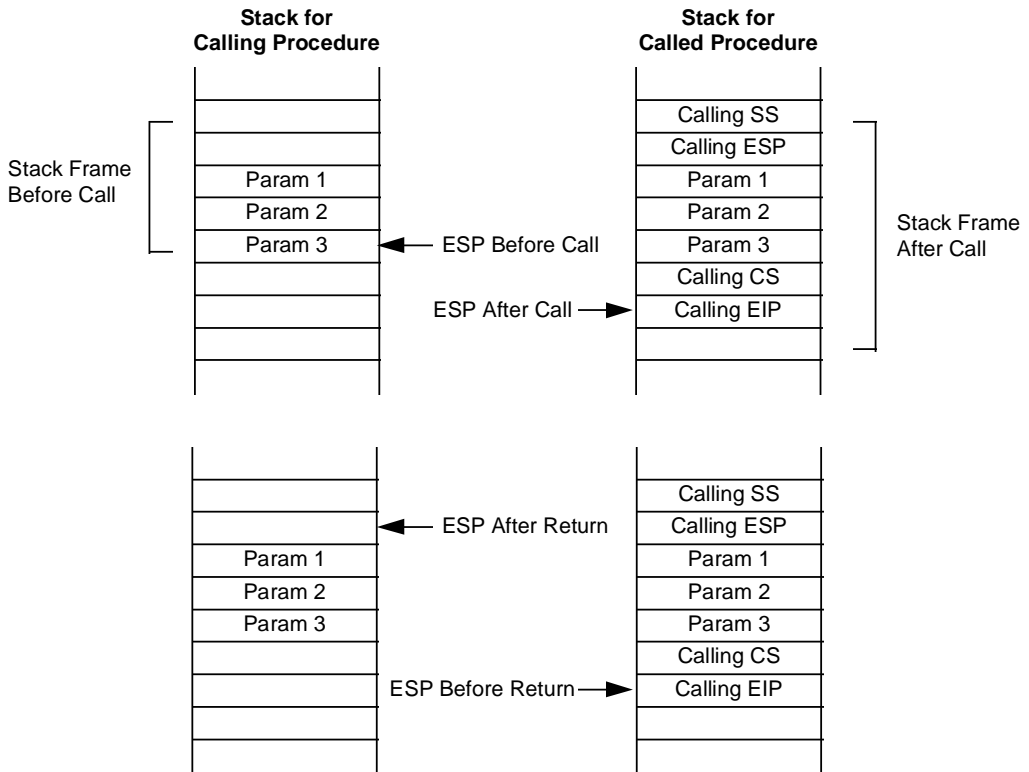 Stack for
Calling Procedure
Stack for
Called Procedure
Stack Frame
Before Call
Param 1
Param 2
Param 3
ESP Before Call
ESP After Call
Calling SS
Calling ESP
Param 1
Param 2
Param 3
Calling CS
Calling EIP
Stack Frame
After Call
Param 1
Param 2
Param 3
ESP After Return
ESP Before Return
Calling SS
Calling ESP
Param 1
Param 2
Param 3
Calling CS
Calling EIP